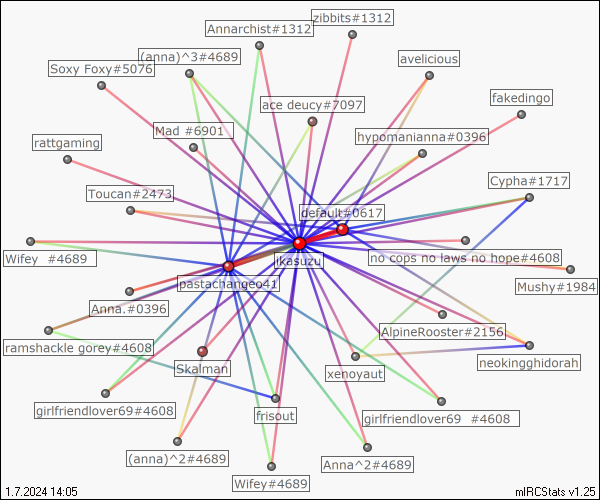 zibbits#1312
Annarchist#1312
(anna)^3#4689
avelicious
Soxy Foxy#5076
ace deucy#7097
fakedingo
Mad #6901
hypomanianna#0396
rattgaming
Cypha#1717
Toucan#2473
default#0617
Wifey #4689
jikasuzu
no cops no laws no hope#4608
pastachangeo41
Mushy#1984
Anna.#0396
AlpineRooster#2156
ramshackle gorey#4608
neokingghidorah
Skalman
xenoyaut
girlfriendlover69#4608
frisout
girlfriendlover69 #4608
(anna)^2#4689
Anna^2#4689
Wifey#4689
1.7.2024 14:05
mIRCStats v1.25